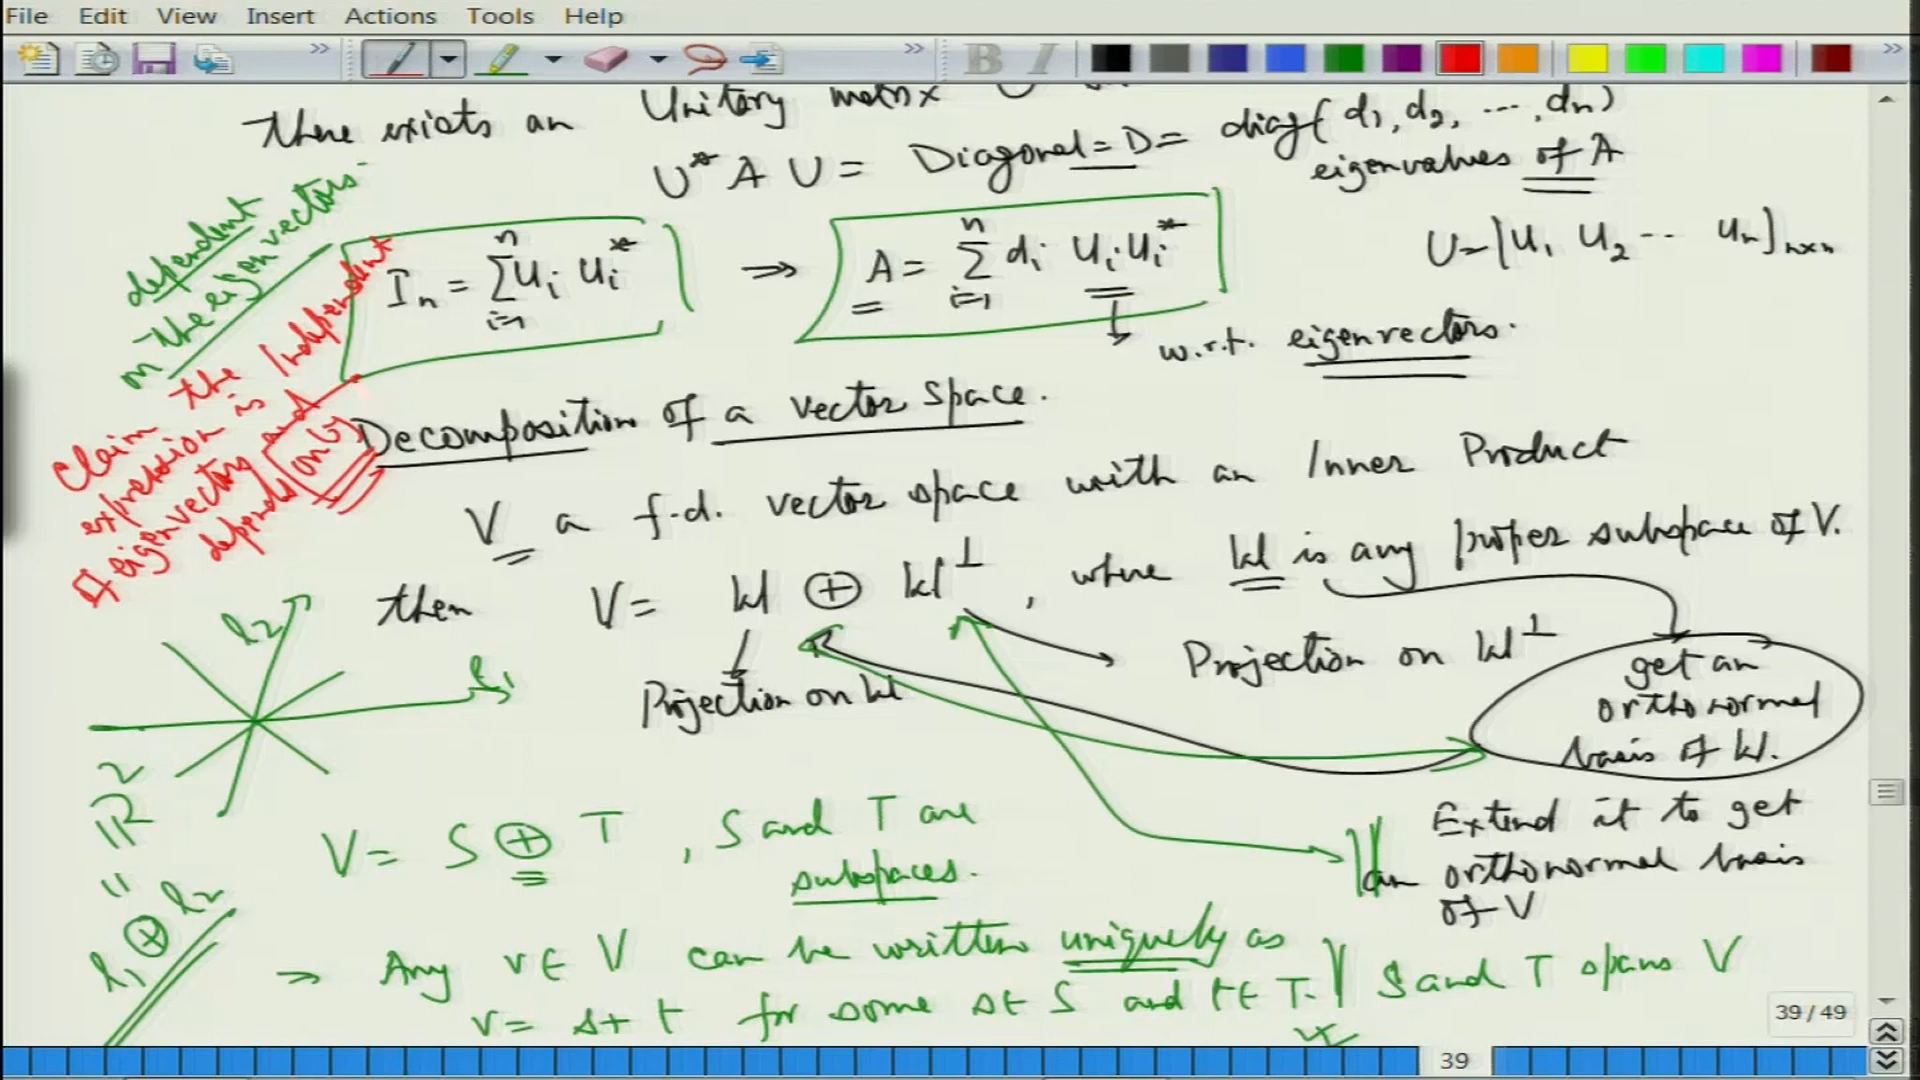 File Edit View Insert Actions Tools Help
B I
there exists an Unitary matrix U
U* A U = Diagonal = D = diag(d1, d2, ..., dn)
eigenvalues of A
dependent
on the eigenvectors
In = Σ i=1 n ui ui* ⇒ A = Σ i=1 n di ui ui*
U = [u1 u2 -- un] n×n
w.r.t. eigenvectors.
Claim the
expression is Independent
of eigenvectors and
depends only
Decomposition of a vector space.
V a f.d. vector space with an Inner Product
then V = W ⊕ W⊥, where W is any proper subspace of V.
Projection on W
Projection on W⊥
get an
orthonormal
basis of W.
l2
l1
ℝ2
=
l1 ⊕ l2
V = S ⊕ T, S and T are
subspaces.
Extend it to get
an orthonormal basis
of V
⇒ Any v ∈ V can be written uniquely as
v = s + t for some s ∈ S and t ∈ T.
S and T spans V
39 / 49
39